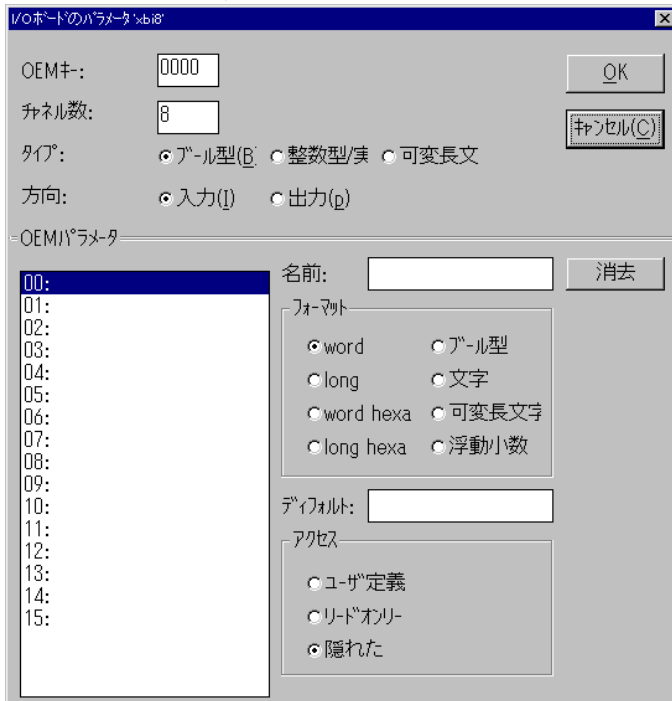 I/Oボードのパラメータ'xbi8'
OEMキー: 0000
OK
チャネル数: 8
キャンセル(C)
タイプ: ブール型(B) 整数型/実 可変長文
方向: 入力(I) 出力(p)
OEMパラメータ
00:
01:
02:
03:
04:
05:
06:
07:
08:
09:
10:
11:
12:
13:
14:
15:
名前:
消去
フォーマット
word ブール型
long 文字
word hexa 可変長文字
long hexa 浮動小数
ディフォルト:
アクセス
ユーザ定義
リードオンリー
隠れた